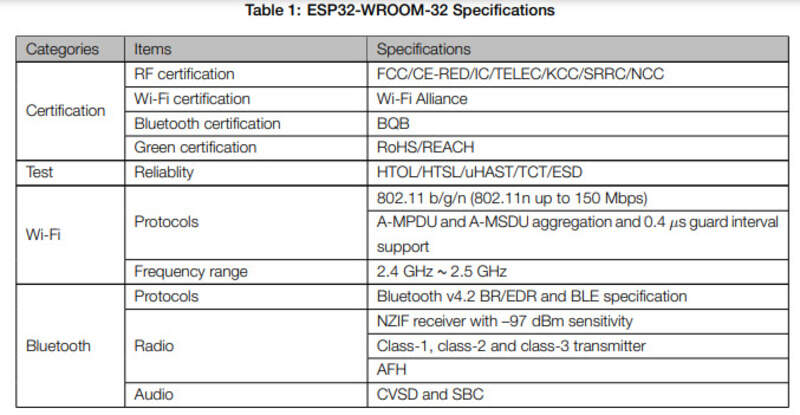 Table 1: ESP32-WROOM-32 Specifications
Categories Items Specifications
Certification
RF certification FCC/CE-RED/IC/TELEC/KCC/SRRC/NCC
Wi-Fi certification Wi-Fi Alliance
Bluetooth certification BQB
Green certification RoHS/REACH
Test Reliablity HTOL/HTSL/uHAST/TCT/ESD
Wi-Fi
Protocols
802.11 b/g/n (802.11n up to 150 Mbps)
A-MPDU and A-MSDU aggregation and 0.4 μs guard interval
support
Frequency range 2.4 GHz ~ 2.5 GHz
Bluetooth
Protocols Bluetooth v4.2 BR/EDR and BLE specification
Radio
NZIF receiver with –97 dBm sensitivity
Class-1, class-2 and class-3 transmitter
AFH
Audio CVSD and SBC